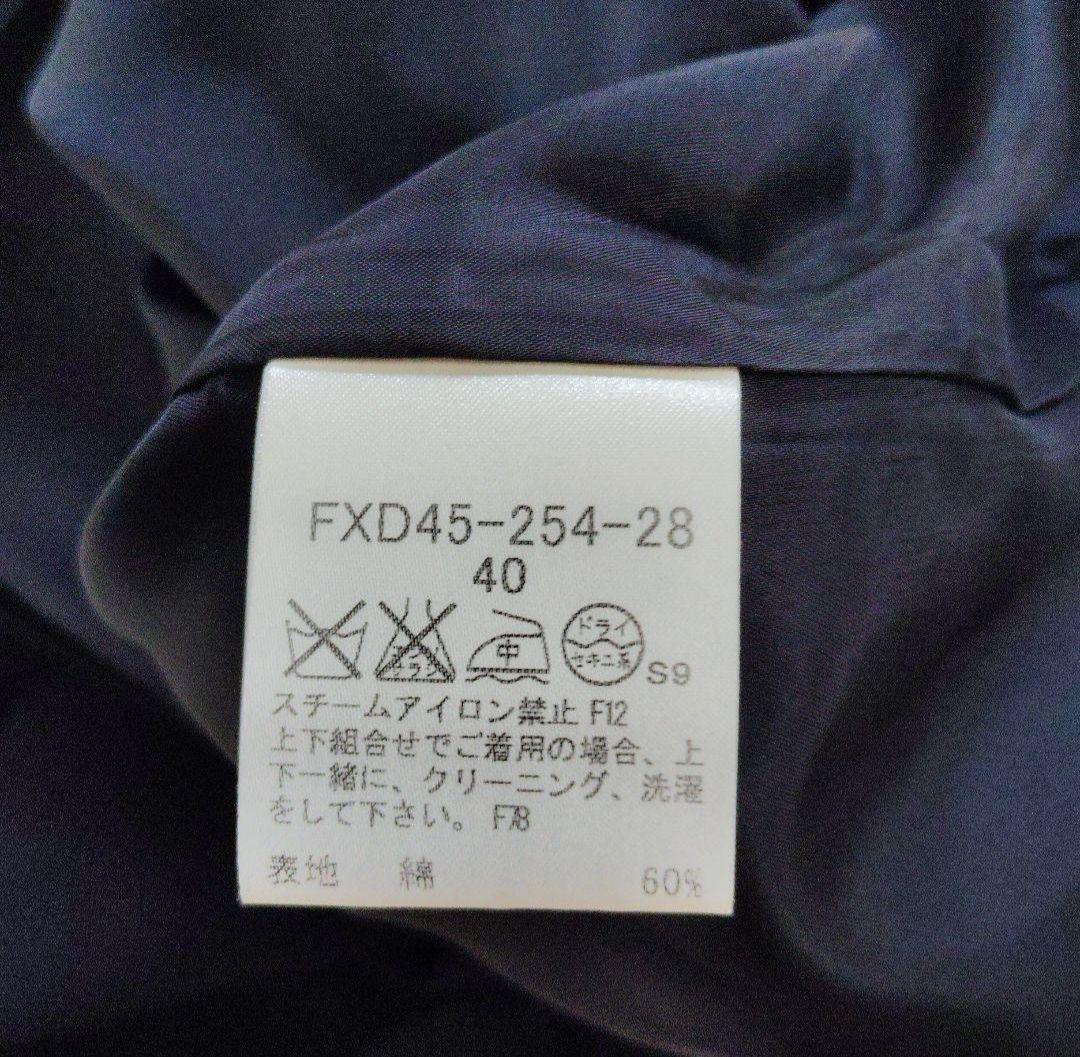 FXD45-254-28
40
中 ドライ
セキユ系 S9
スチームアイロン禁止 F12
上下組合せでご着用の場合、上
下一緒に、クリーニング、洗濯
をして下さい。 F78
表地 綿 60%